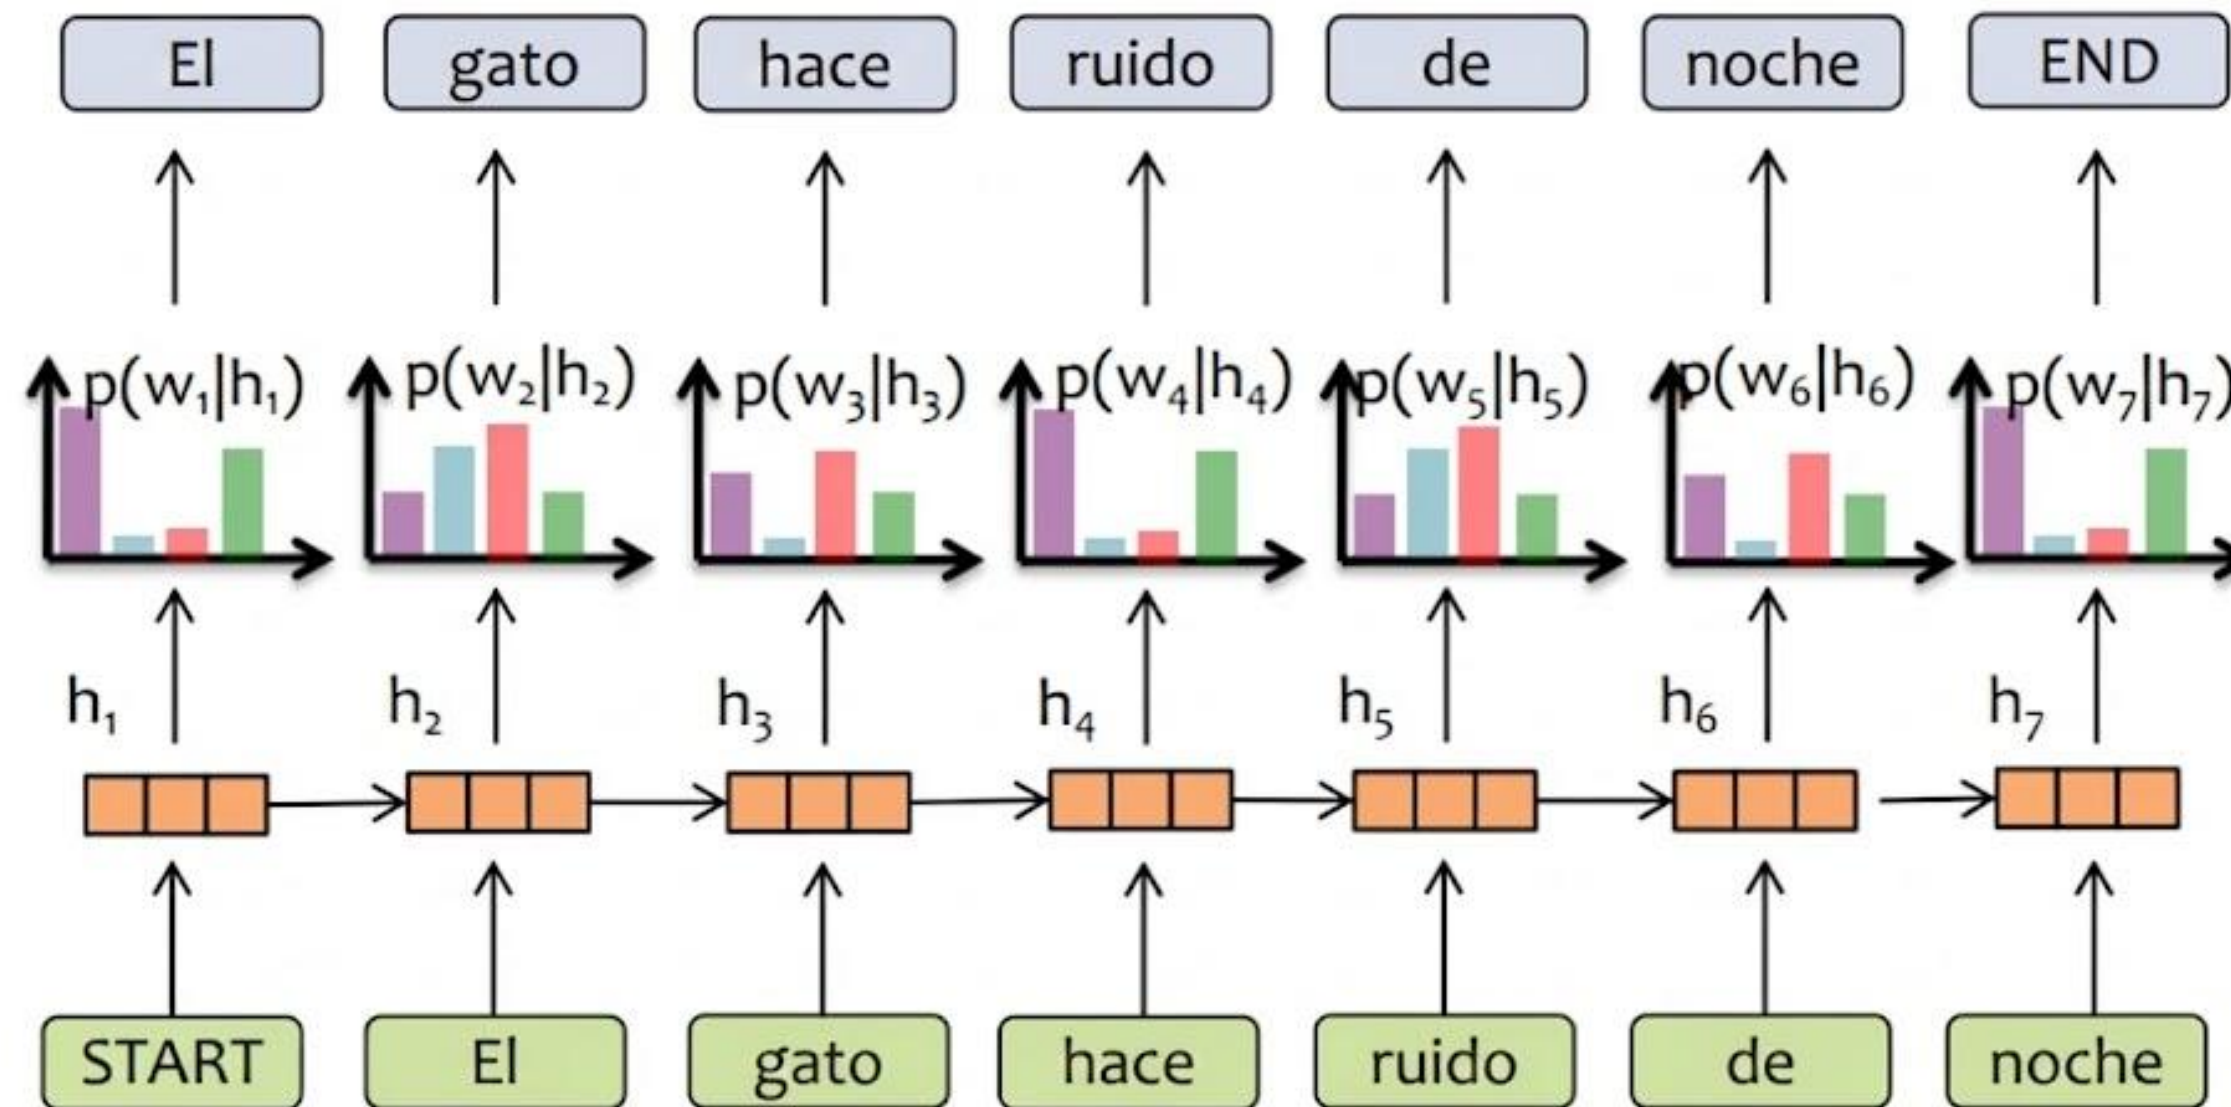 El gato hace ruido de noche END
p(w₁|h₁) p(w₂|h₂) p(w₃|h₃) p(w₄|h₄) p(w₅|h₅) p(w₆|h₆) p(w₇|h₇)
h₁ h₂ h₃ h₄ h₅ h₆ h₇
START El gato hace ruido de noche